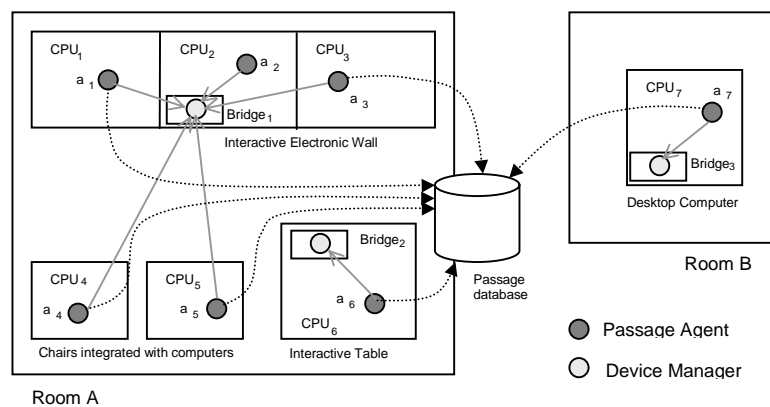 CPU1
CPU2
CPU3
a 1
a 2
a 3
Bridge1
Interactive Electronic Wall
CPU4
a 4
CPU5
a 5
Chairs integrated with computers
Bridge2
a 6
CPU6
Interactive Table
Room A
Passage
database
CPU7
a 7
Bridge3
Desktop Computer
Room B
Passage Agent
Device Manager